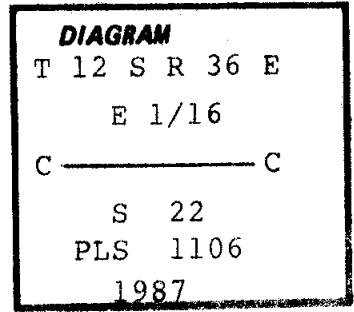 DIAGRAM
T 12 S R 36 E
E 1/16
C C
S 22
PLS 1106
1987